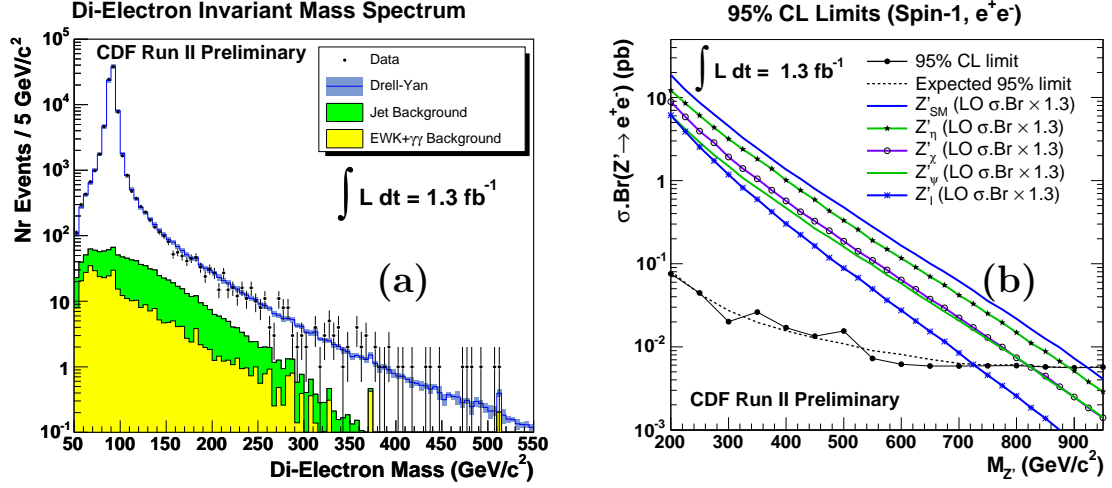 Di-Electron Invariant Mass Spectrum
Nr Events / 5 GeV/c²
10⁵
10⁴
10³
10²
10
1
10⁻¹
CDF Run II Preliminary
Data
Drell-Yan
Jet Background
EWK+γγ Background
∫ L dt = 1.3 fb⁻¹
(a)
50 100 150 200 250 300 350 400 450 500 550
Di-Electron Mass (GeV/c²)
95% CL Limits (Spin-1, e⁺e⁻)
σ.Br(Z'→ e⁺e⁻) (pb)
10
1
10⁻¹
10⁻²
10⁻³
∫ L dt = 1.3 fb⁻¹
95% CL limit
Expected 95% limit
Z'_SM (LO σ.Br × 1.3)
Z'_η (LO σ.Br × 1.3)
Z'_χ (LO σ.Br × 1.3)
Z'_ψ (LO σ.Br × 1.3)
Z'_I (LO σ.Br × 1.3)
(b)
CDF Run II Preliminary
200 300 400 500 600 700 800 900
M_Z' (GeV/c²)